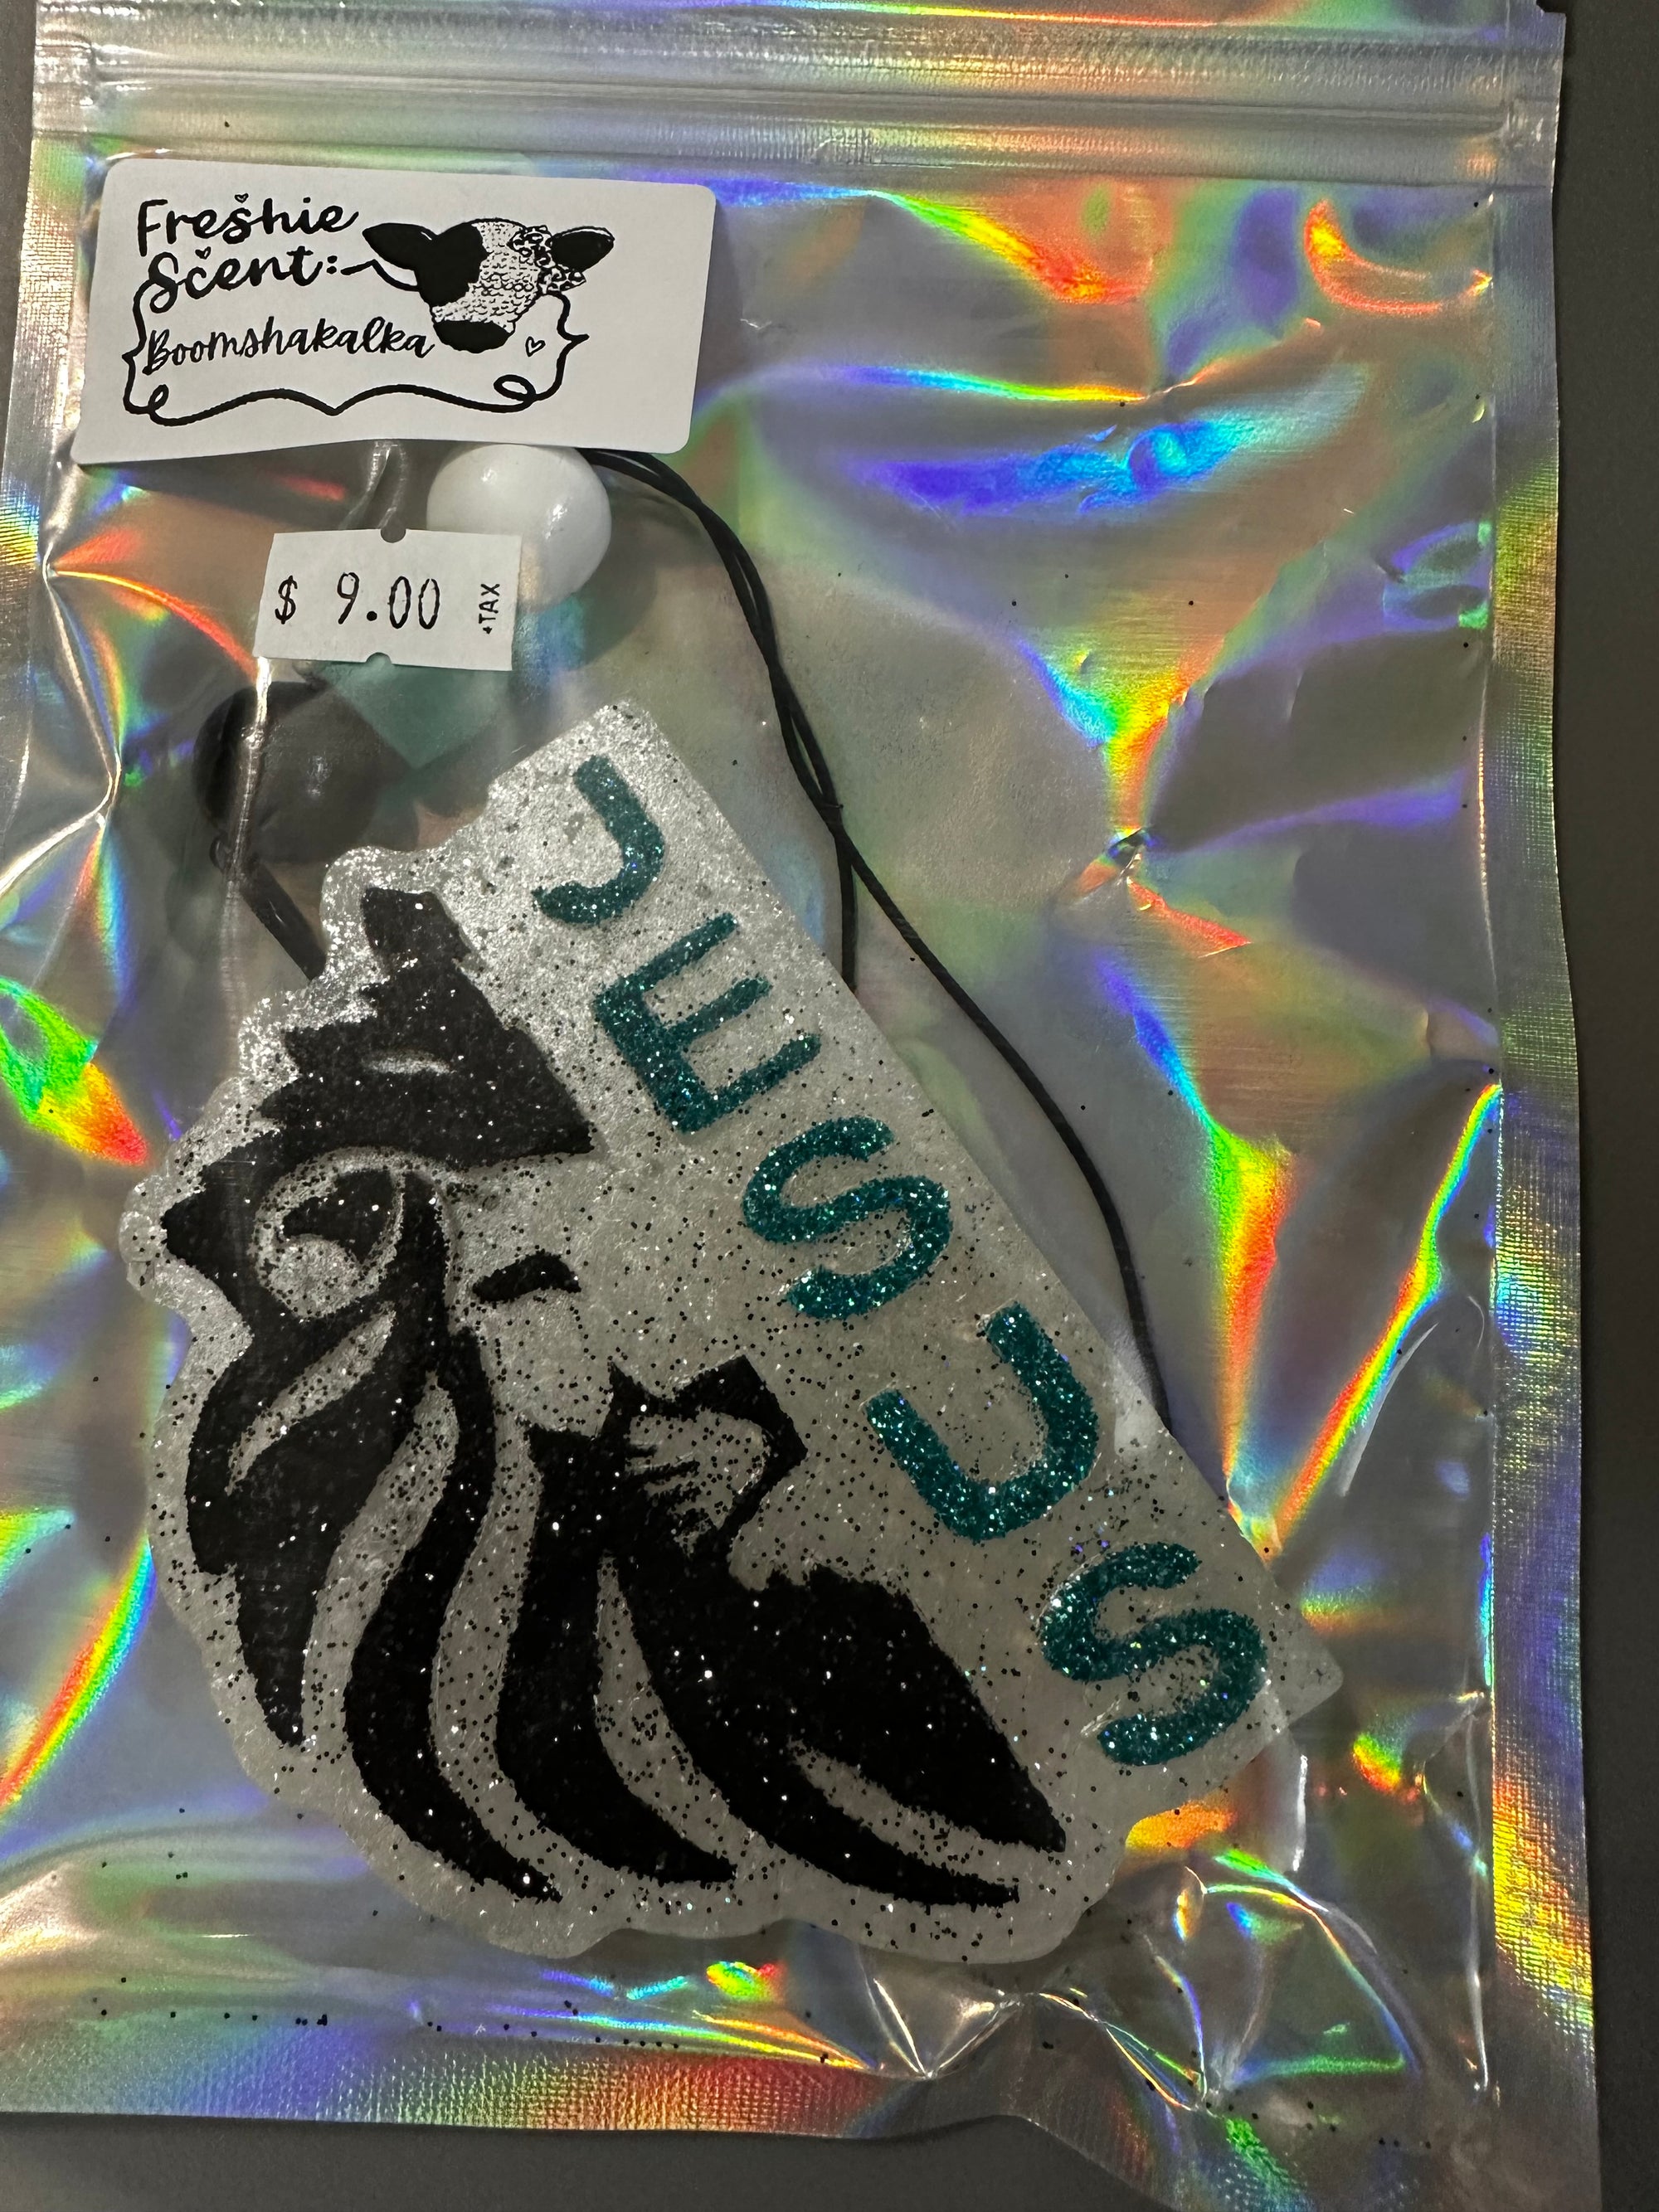 Freshie
Scent:
Boomshakalka
$ 9.00 +TAX
JESUS